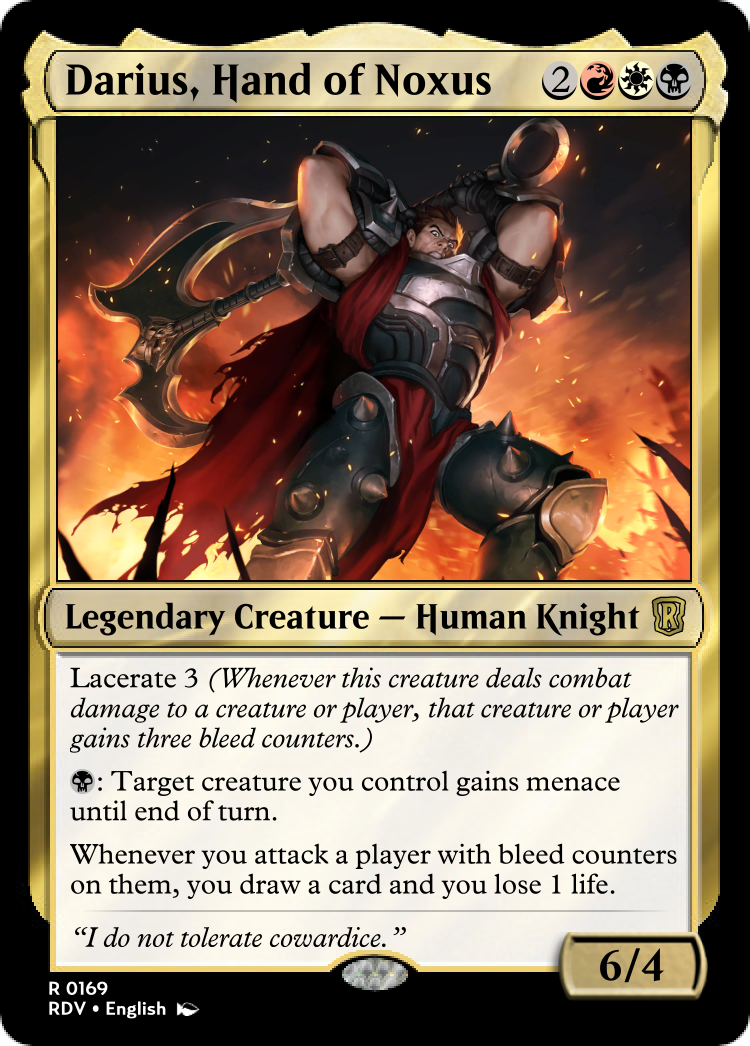 Darius, Hand of Noxus 2
Legendary Creature — Human Knight R
Lacerate 3 (Whenever this creature deals combat
damage to a creature or player, that creature or player
gains three bleed counters.)
: Target creature you control gains menace
until end of turn.
Whenever you attack a player with bleed counters
on them, you draw a card and you lose 1 life.
“I do not tolerate cowardice.”
6/4
R 0169
RDV • English